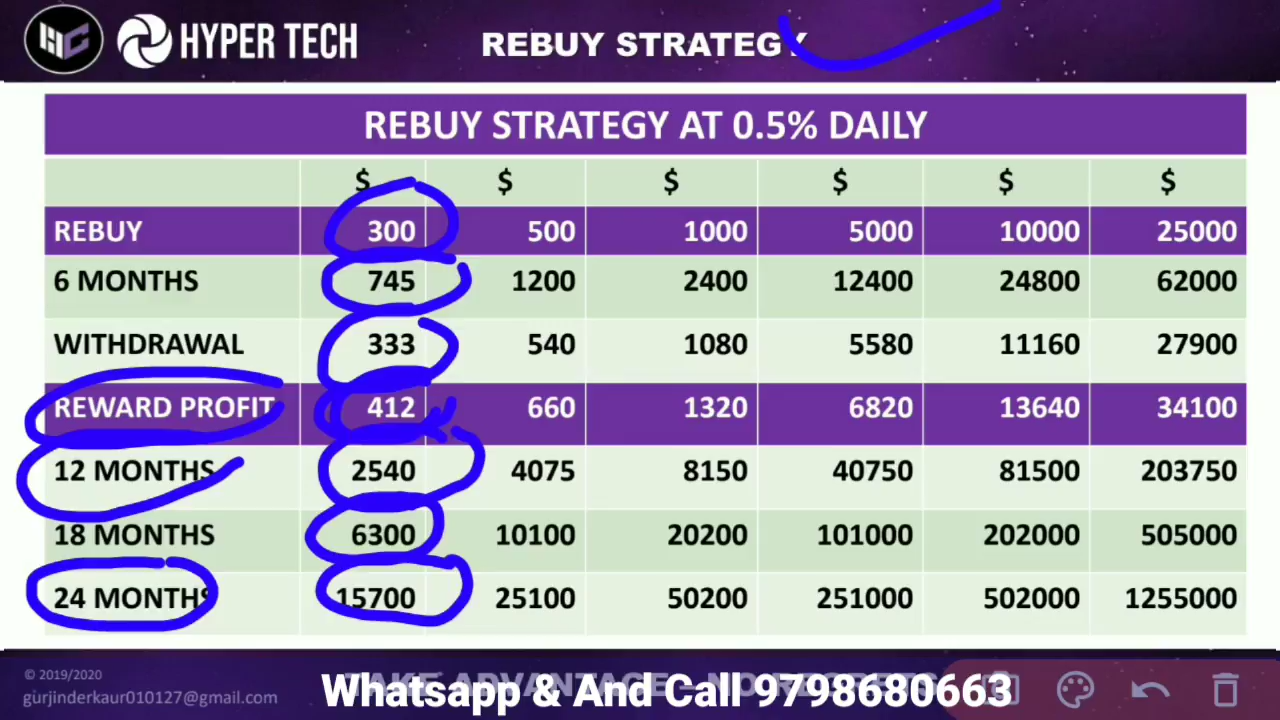 HC HYPER TECH REBUY STRATEGY
REBUY STRATEGY AT 0.5% DAILY
$ $ $ $ $ $
REBUY 300 500 1000 5000 10000 25000
6 MONTHS 745 1200 2400 12400 24800 62000
WITHDRAWAL 333 540 1080 5580 11160 27900
REWARD PROFIT 412 660 1320 6820 13640 34100
12 MONTHS 2540 4075 8150 40750 81500 203750
18 MONTHS 6300 10100 20200 101000 202000 505000
24 MONTHS 15700 25100 50200 251000 502000 1255000
© 2019/2020
gurjinderkaur010127@gmail.com
Whatsapp & And Call 9798680663